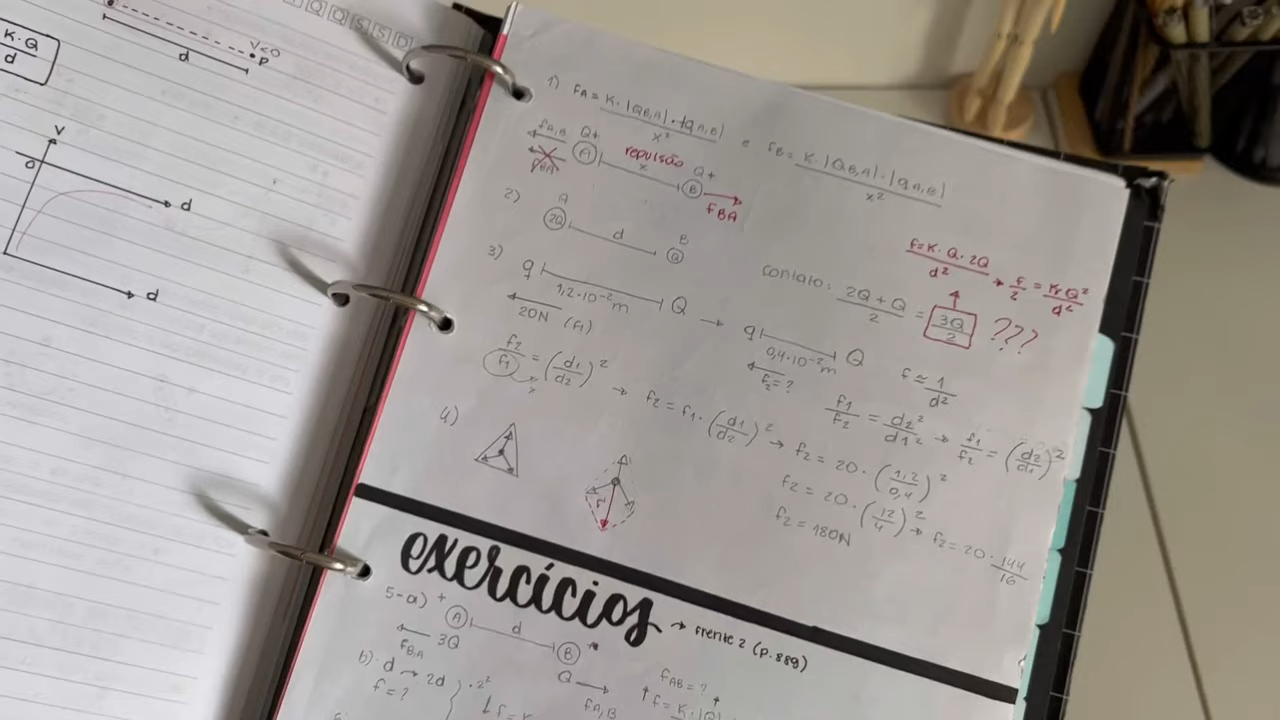 Q Q S S D
K·Q
d
V<0
P
d
V
0
d
d
1) FA = K·|QB,A|·|qA,B|
x²
e FB = K·|QB,A|·|qA,B|
x²
FA,B Q+
A repulsão Q+
x B
FBA
2) A
2Q d B
Q
contato: 2Q + Q = 3Q ???
2 2
f = K·Q·2Q
d²
3) q Q
1,2·10⁻²m
20N (F1)
q Q
0,4·10⁻²m
f2 = ?
f2 = (d1)²
f1 d2
→ f2 = f1·(d1)²
d2
→ f2 = 20·(1,2)²
0,4
f2 = 20·(12)²
4
→ f2 = 20·144
16
f2 = 180N
f ≈ 1
d²
f1 = d2²
f2 d1²
→ f1 = (d2)²
f2 d1
4)
exercícios → frente 2 (p.889)
5-a) + A d B
3Q
FB,A
Q
FA,B
b) d → 2d
f = ?
·2²
FAB = ?